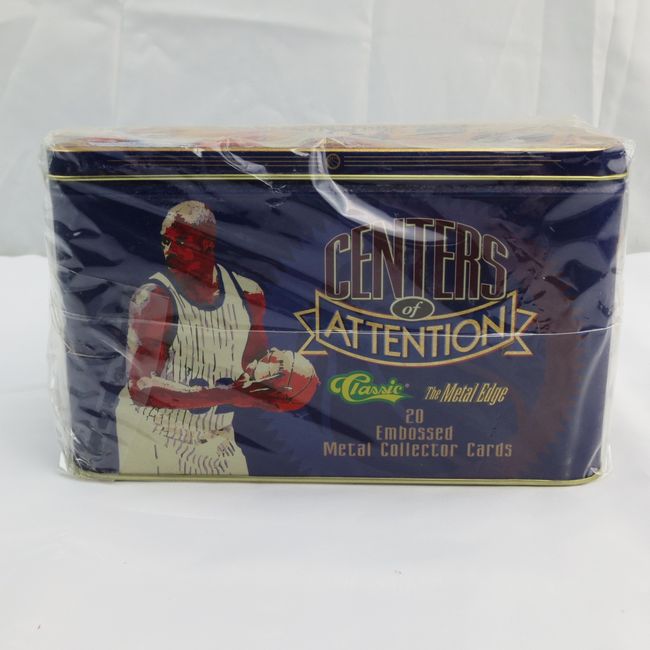 CENTERS
of
ATTENTION
Classic® The Metal Edge
20
Embossed
Metal Collector Cards